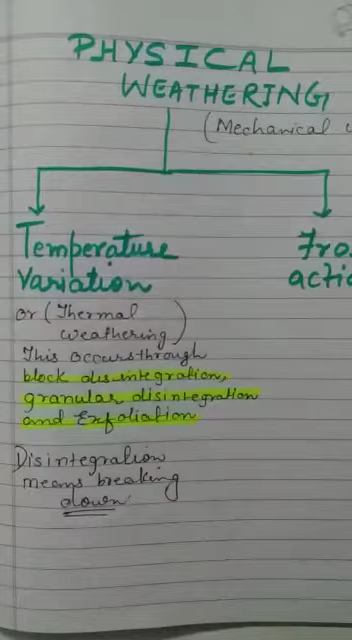 PHYSICAL
WEATHERING
(Mechanical
Temperature
Variation
or (Thermal
weathering)
This occurs through
block disintegration,
granular disintegration
and Exfoliation
Disintegration
means breaking
down